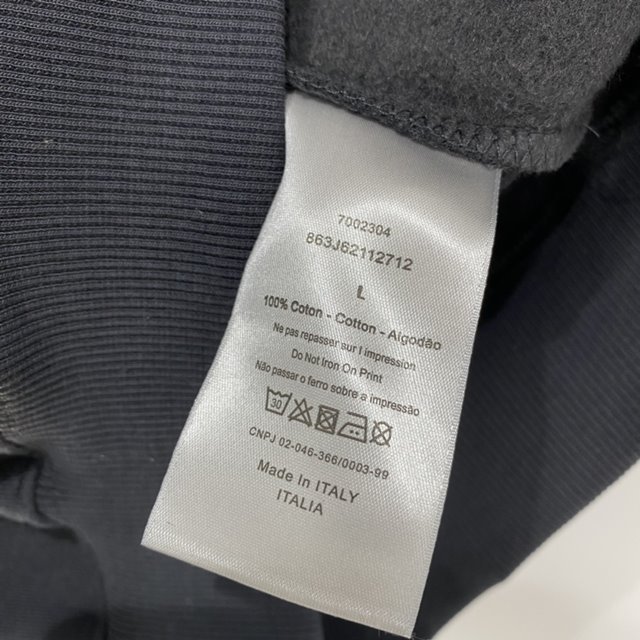 7002304
863J62112712
L
100% Coton - Cotton - Algodão
Ne pas repasser sur l impression
Do Not Iron On Print
Não passar o ferro sobre a impressão
30
CNPJ 02-046-366/0003-99
Made In ITALY
ITALIA